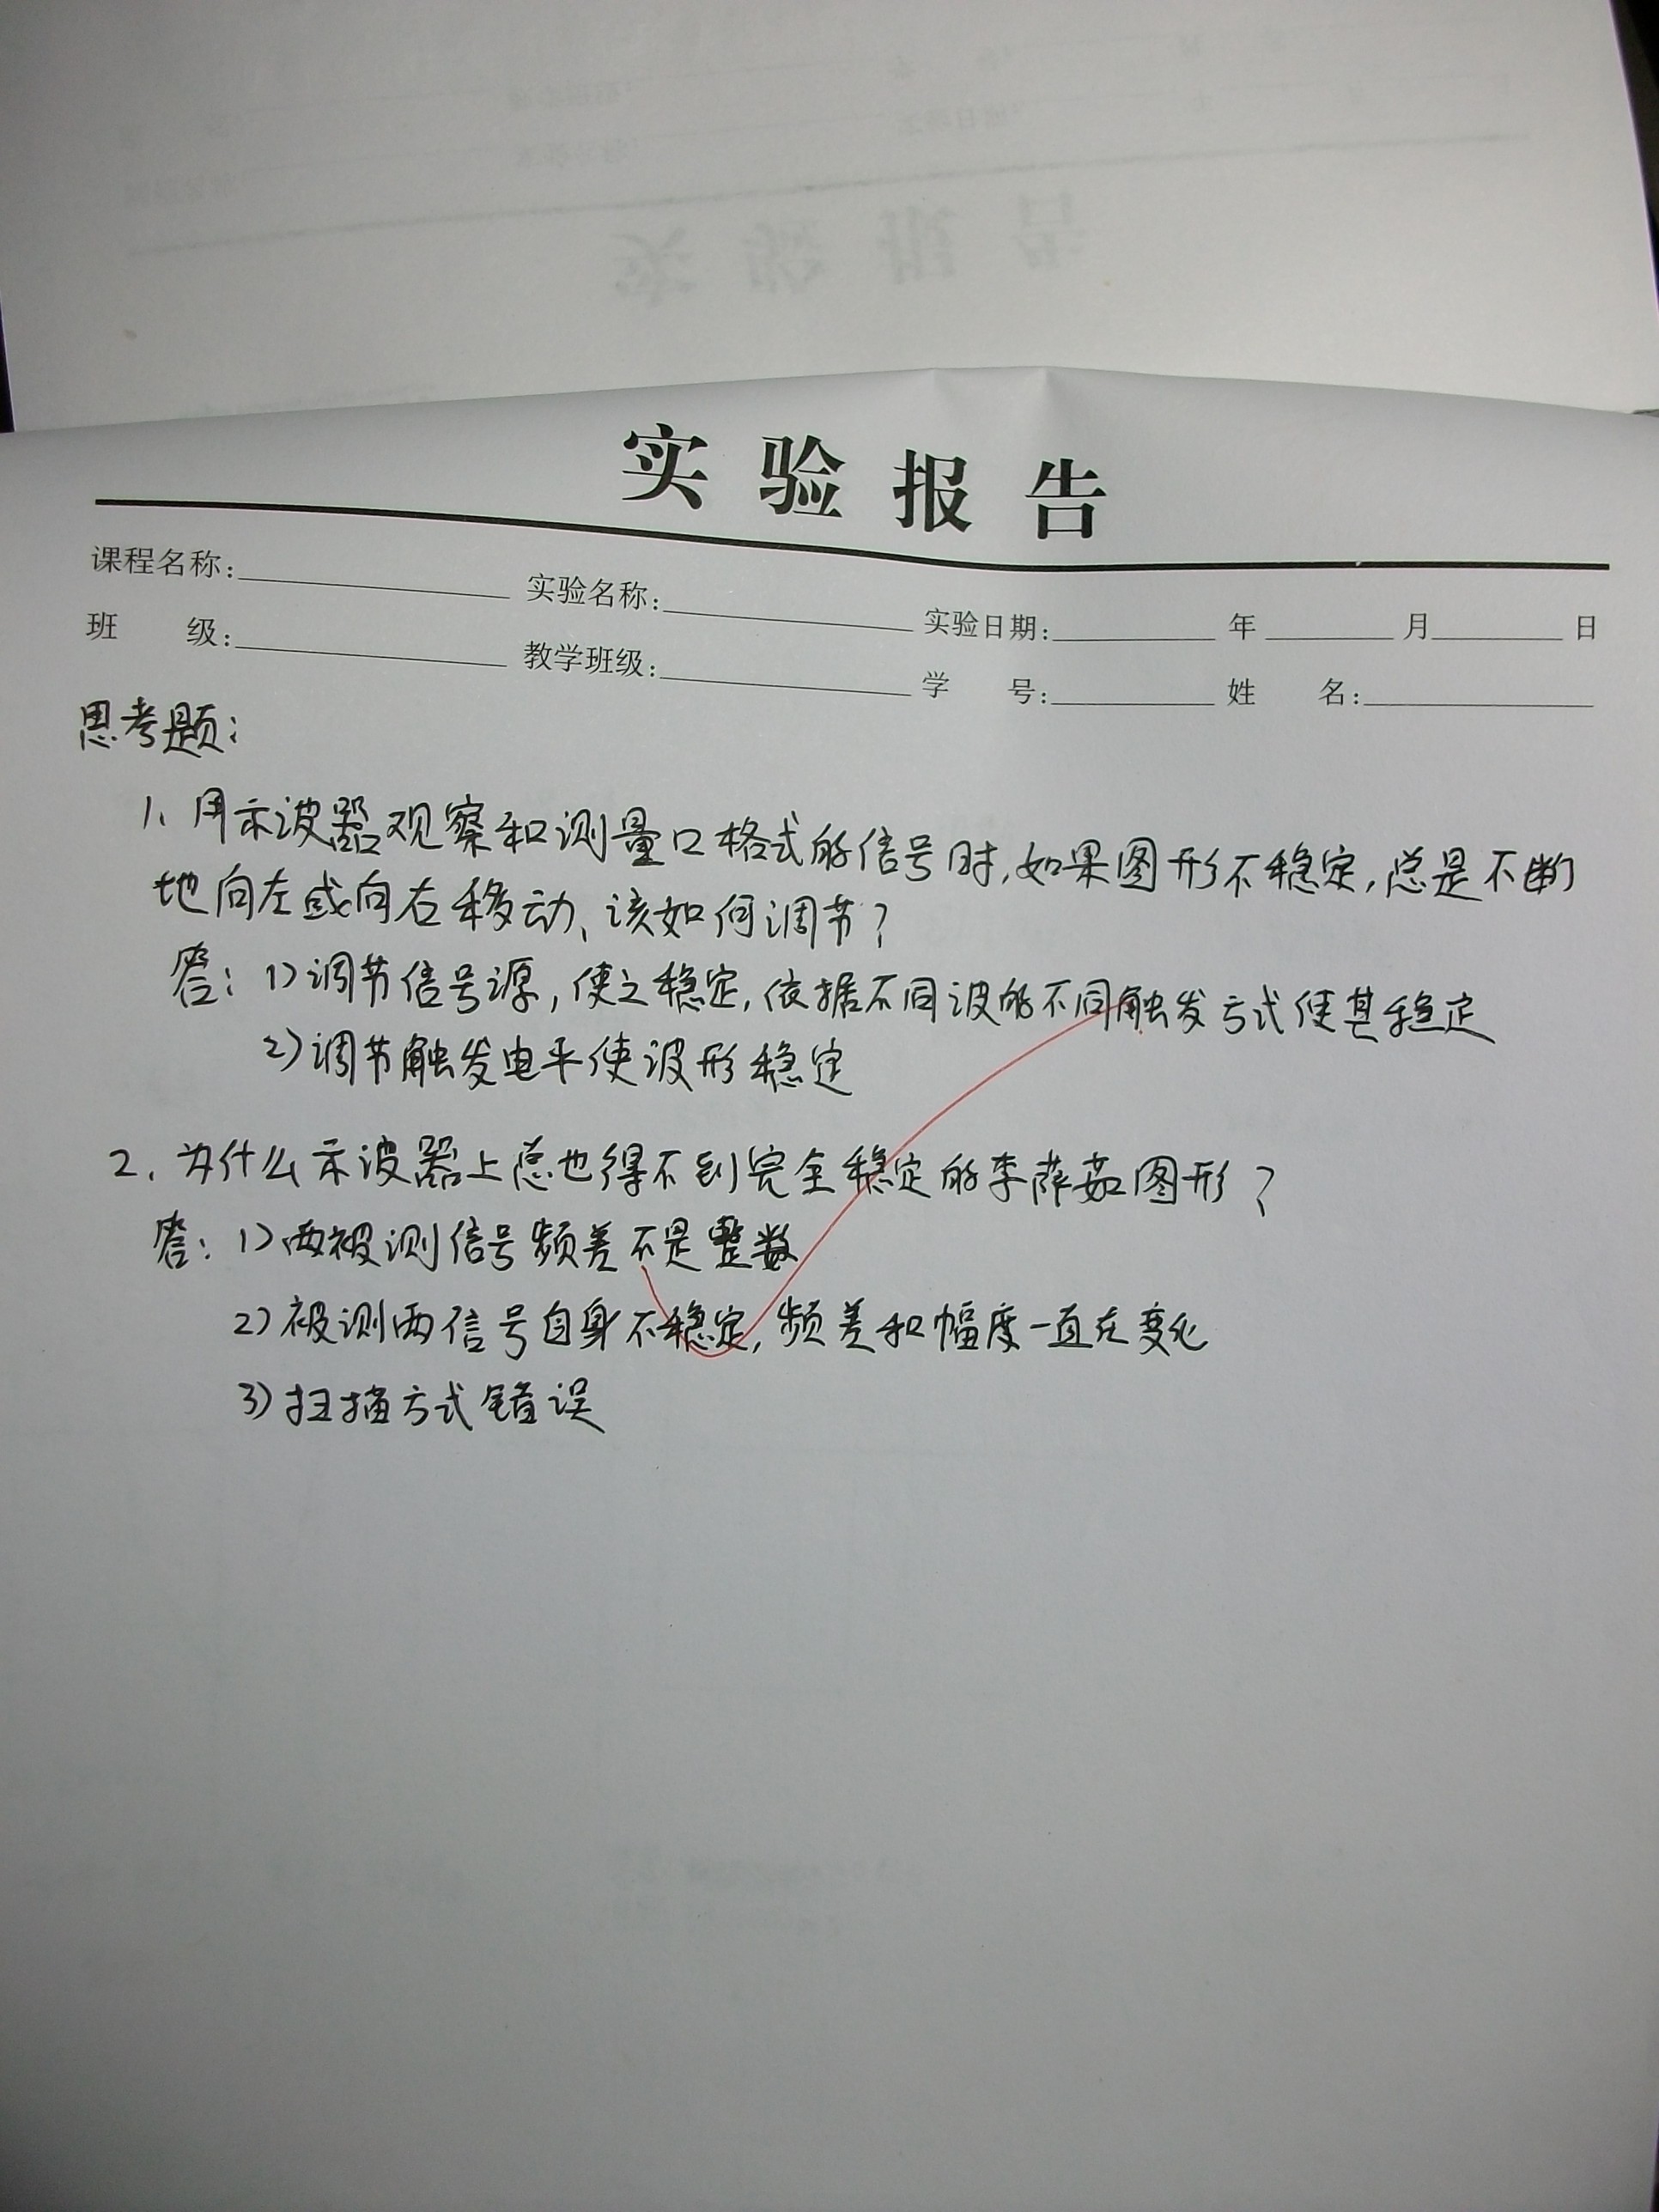 实验报告
课程名称: 实验名称: 实验日期: 年 月 日
班 级: 教学班级: 学 号: 姓 名:
思考题:
1、用示波器观察和测量口格式的信号时,如果图形不稳定,总是不断
地向左或向右移动、该如何调节?
答: 1)调节信号源,使之稳定,依据不同波的不同触发方式使其稳定
2)调节触发电平使波形稳定
2、为什么示波器上总也得不到完全稳定的李萨茹图形?
答: 1)两被测信号频差不是整数
2)被测两信号自身不稳定,频差和幅度一直在变化
3)扫描方式错误